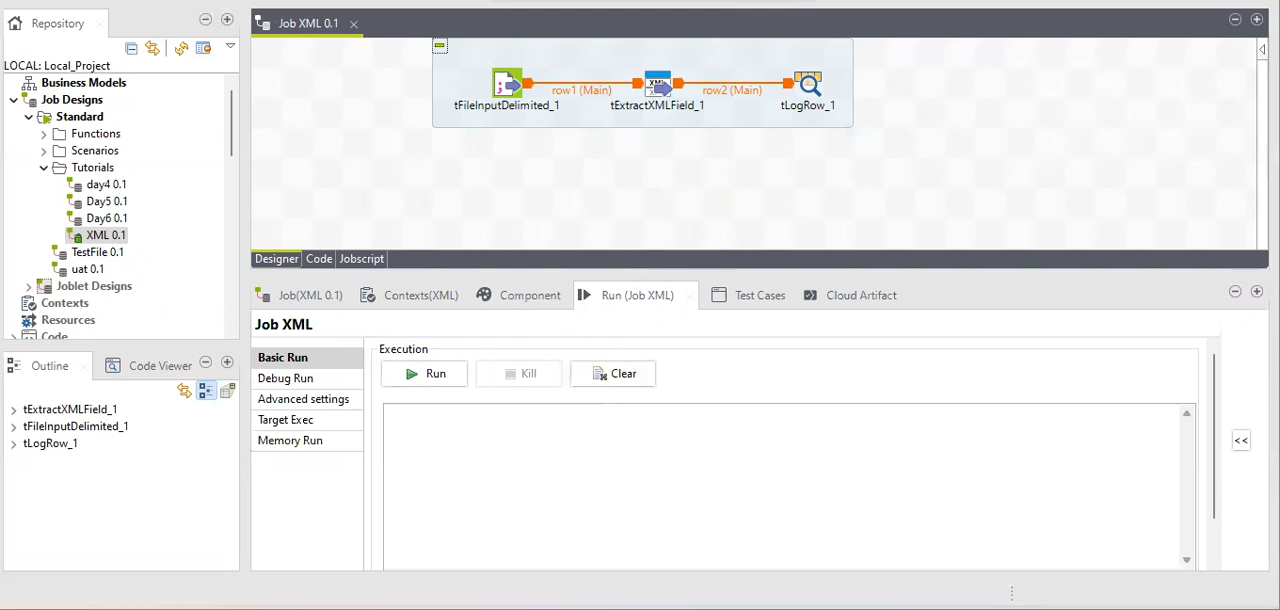 Repository
LOCAL: Local_Project
Business Models
Job Designs
Standard
Functions
Scenarios
Tutorials
day4 0.1
Day5 0.1
Day6 0.1
XML 0.1
TestFile 0.1
uat 0.1
Joblet Designs
Contexts
Resources
Code
Outline
Code Viewer
tExtractXMLField_1
tFileInputDelimited_1
tLogRow_1
Job XML 0.1
row1 (Main)
XML
row2 (Main)
tFileInputDelimited_1
tExtractXMLField_1
tLogRow_1
Designer
Code
Jobscript
Job(XML 0.1)
Contexts(XML)
Component
Run (Job XML)
Test Cases
Cloud Artifact
Job XML
Basic Run
Debug Run
Advanced settings
Target Exec
Memory Run
Execution
Run
Kill
Clear
<<